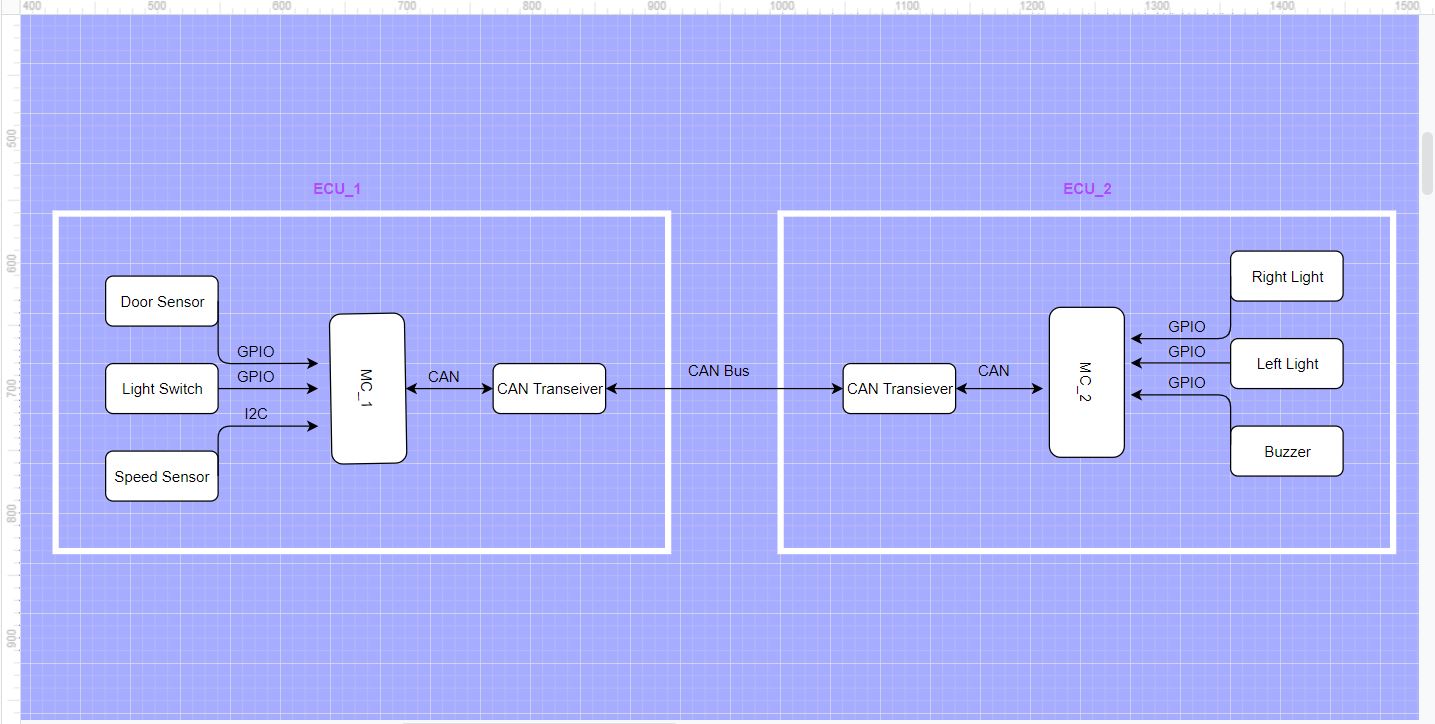 400 500 600 700 800 900 1000 1100 1200 1300 1400 1500
500
600
700
800
900
ECU_1
ECU_2
Door Sensor
Light Switch
Speed Sensor
GPIO
GPIO
I2C
MC_1
CAN
CAN Transeiver
CAN Bus
CAN Transiever
CAN
MC_2
GPIO
GPIO
GPIO
Right Light
Left Light
Buzzer